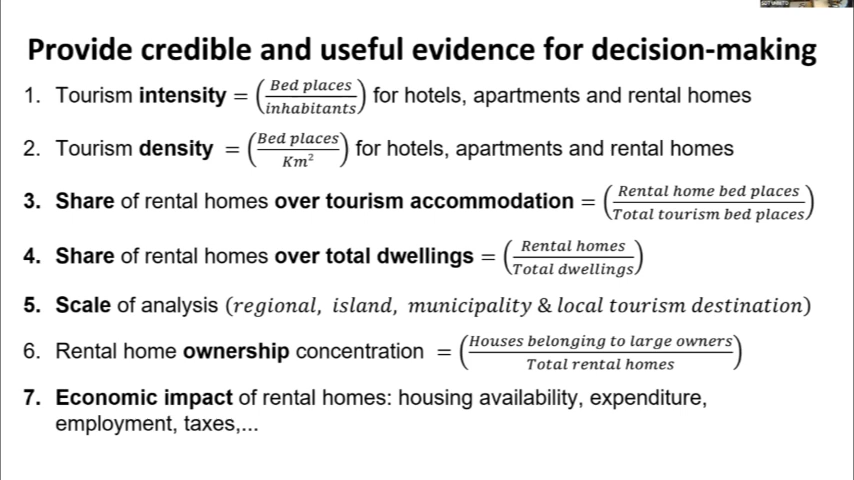 Provide credible and useful evidence for decision-making
1. Tourism intensity = (Bed places / inhabitants) for hotels, apartments and rental homes
2. Tourism density = (Bed places / Km²) for hotels, apartments and rental homes
3. Share of rental homes over tourism accommodation = (Rental home bed places / Total tourism bed places)
4. Share of rental homes over total dwellings = (Rental homes / Total dwellings)
5. Scale of analysis (regional, island, municipality & local tourism destination)
6. Rental home ownership concentration = (Houses belonging to large owners / Total rental homes)
7. Economic impact of rental homes: housing availability, expenditure,
employment, taxes,...